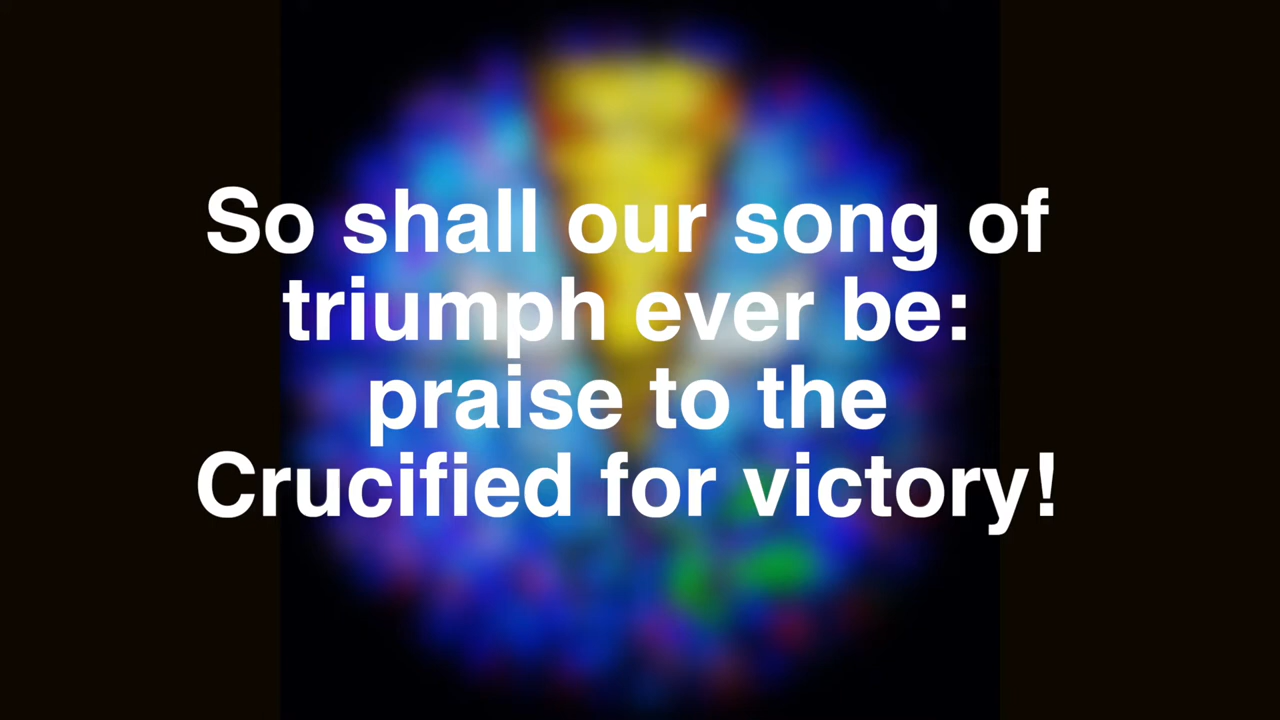 So shall our song of
triumph ever be:
praise to the
Crucified for victory!